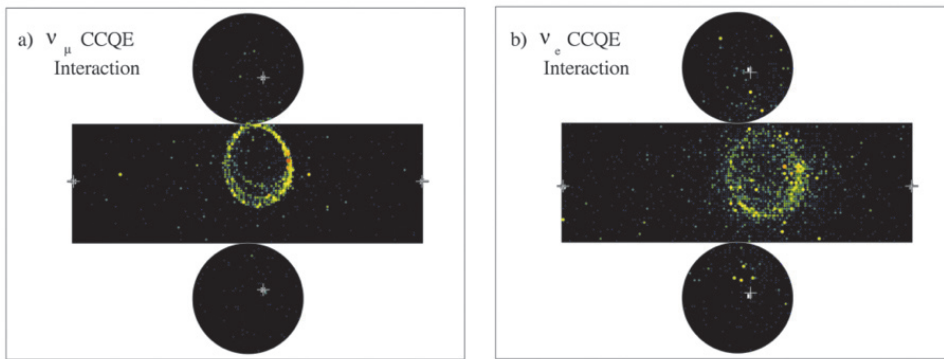 a) ν μ CCQE
Interaction
b) ν e CCQE
Interaction